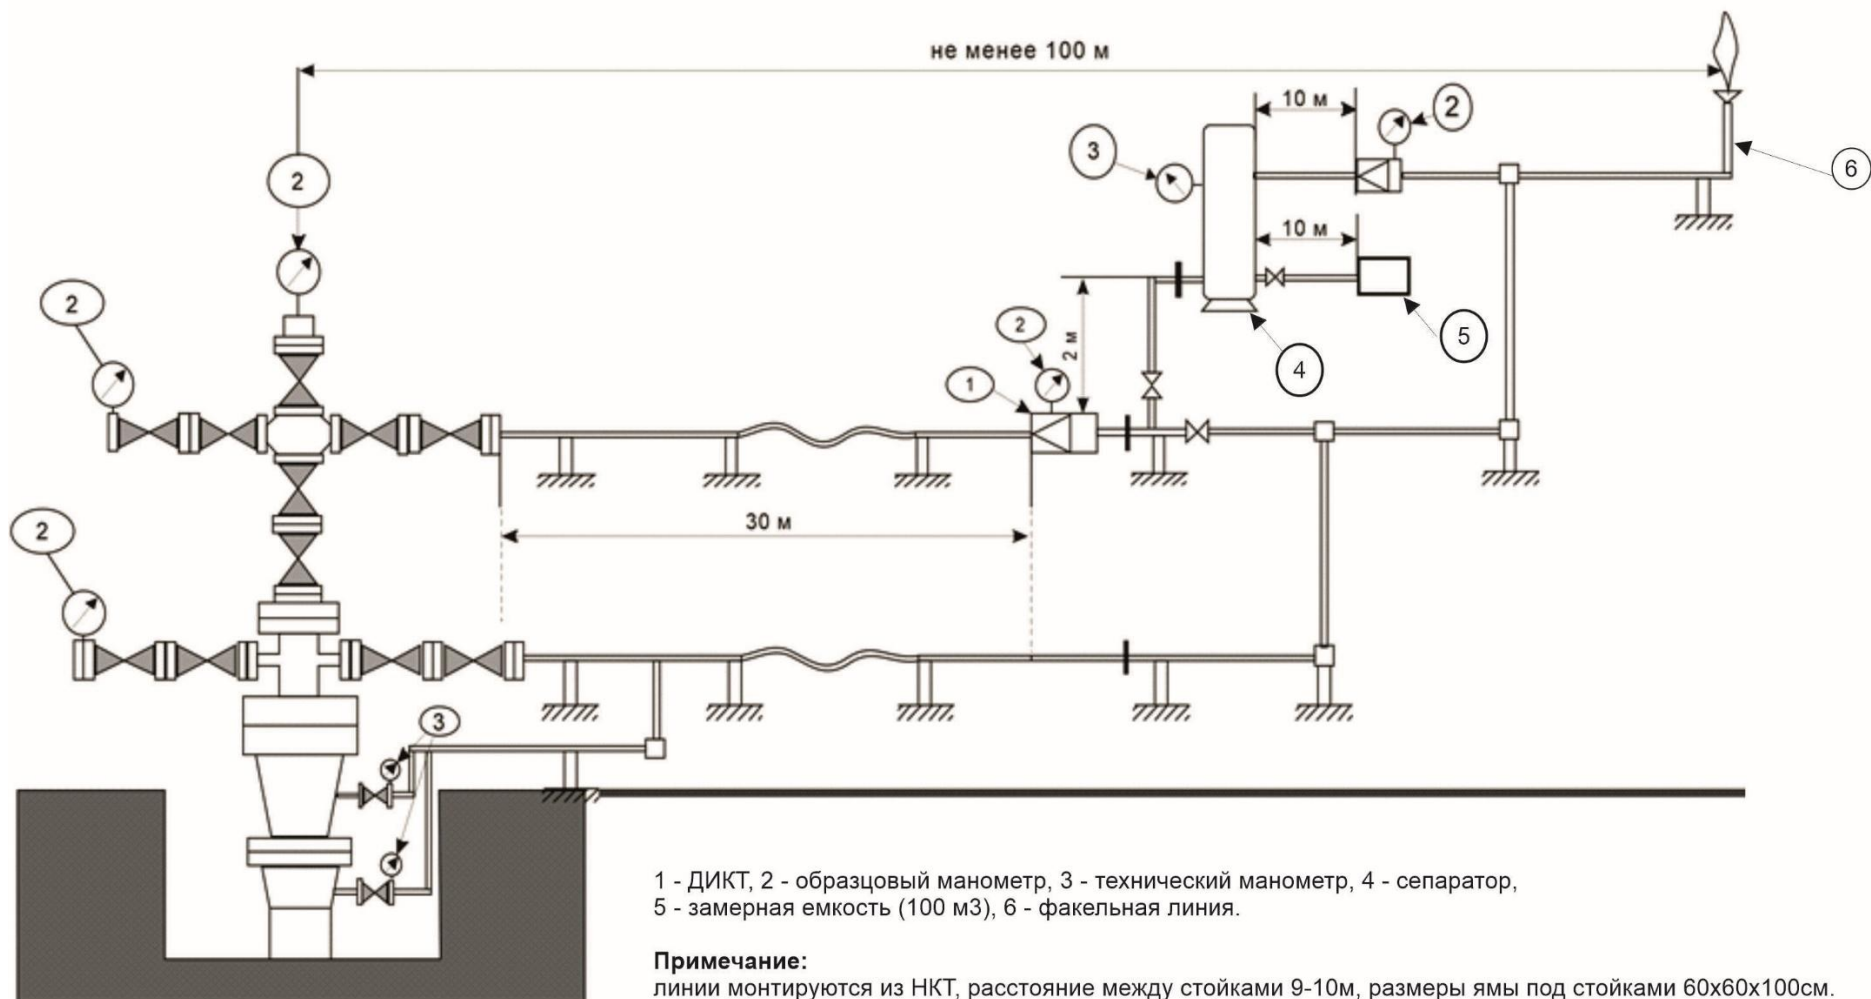 не менее 100 м
10 м
2
3
6
2
10 м
2
2
5
2 м
4
1
30 м
2
3
1 - ДИКТ, 2 - образцовый манометр, 3 - технический манометр, 4 - сепаратор,
5 - замерная емкость (100 м3), 6 - факельная линия.
Примечание:
линии монтируются из НКТ, расстояние между стойками 9-10м, размеры ямы под стойками 60х60х100см.